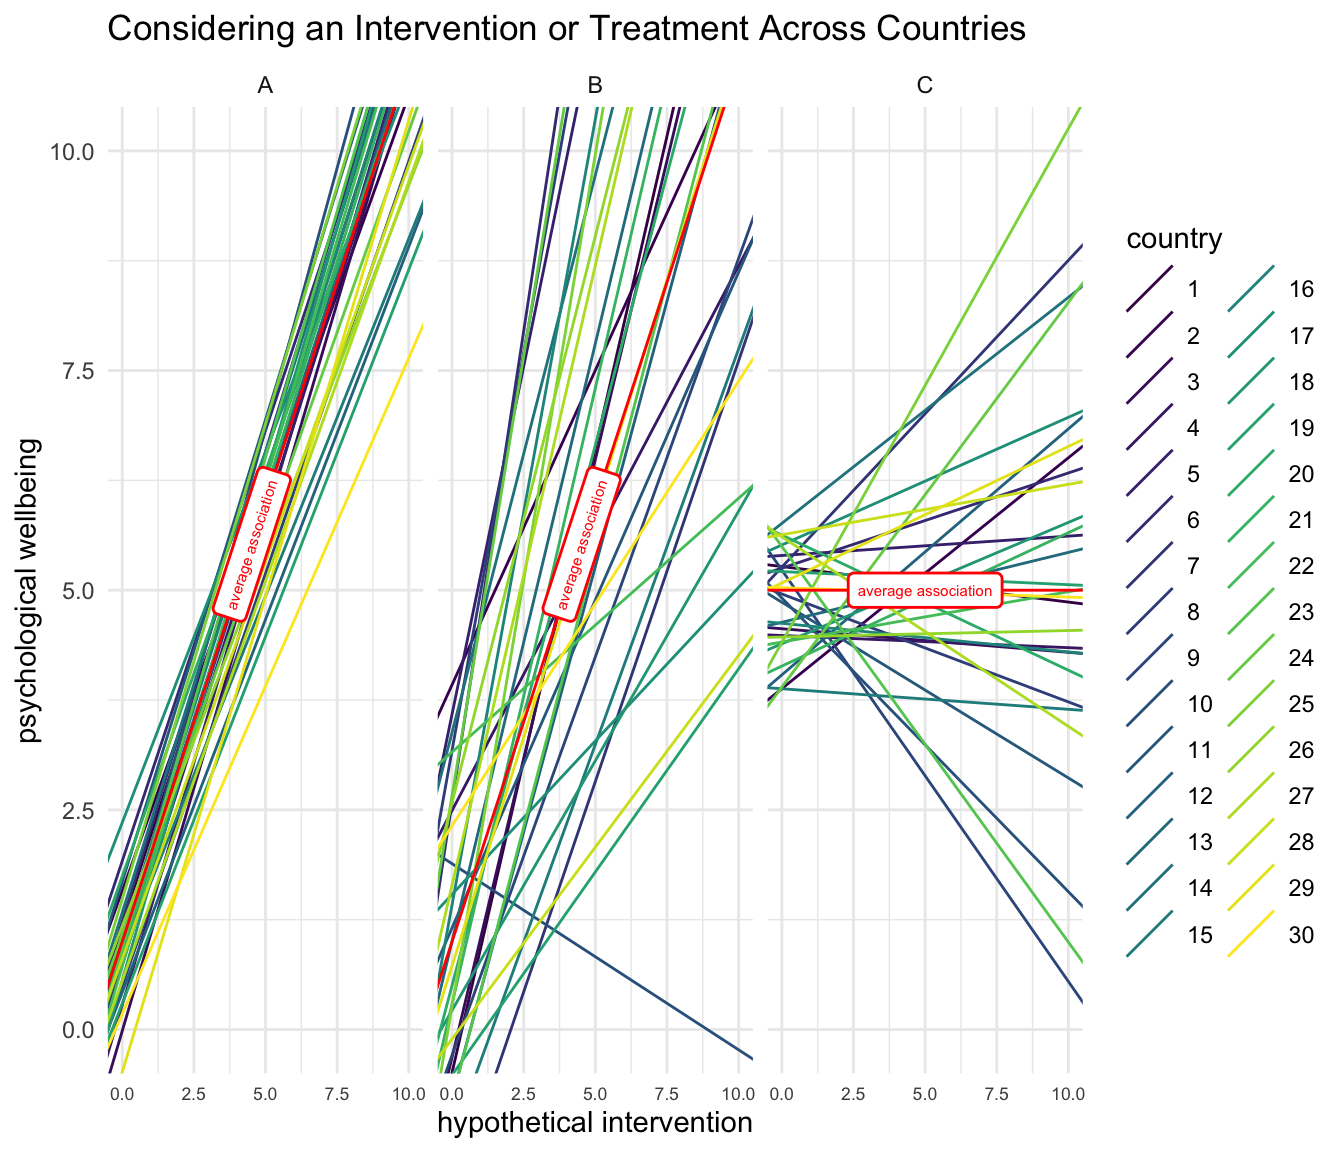 Considering an Intervention or Treatment Across Countries
A
B
C
psychological wellbeing
10.0
7.5
5.0
2.5
0.0
average association
average association
average association
0.0 2.5 5.0 7.5 10.0
0.0 2.5 5.0 7.5 10.0
0.0 2.5 5.0 7.5 10.0
hypothetical intervention
country
1
2
3
4
5
6
7
8
9
10
11
12
13
14
15
16
17
18
19
20
21
22
23
24
25
26
27
28
29
30